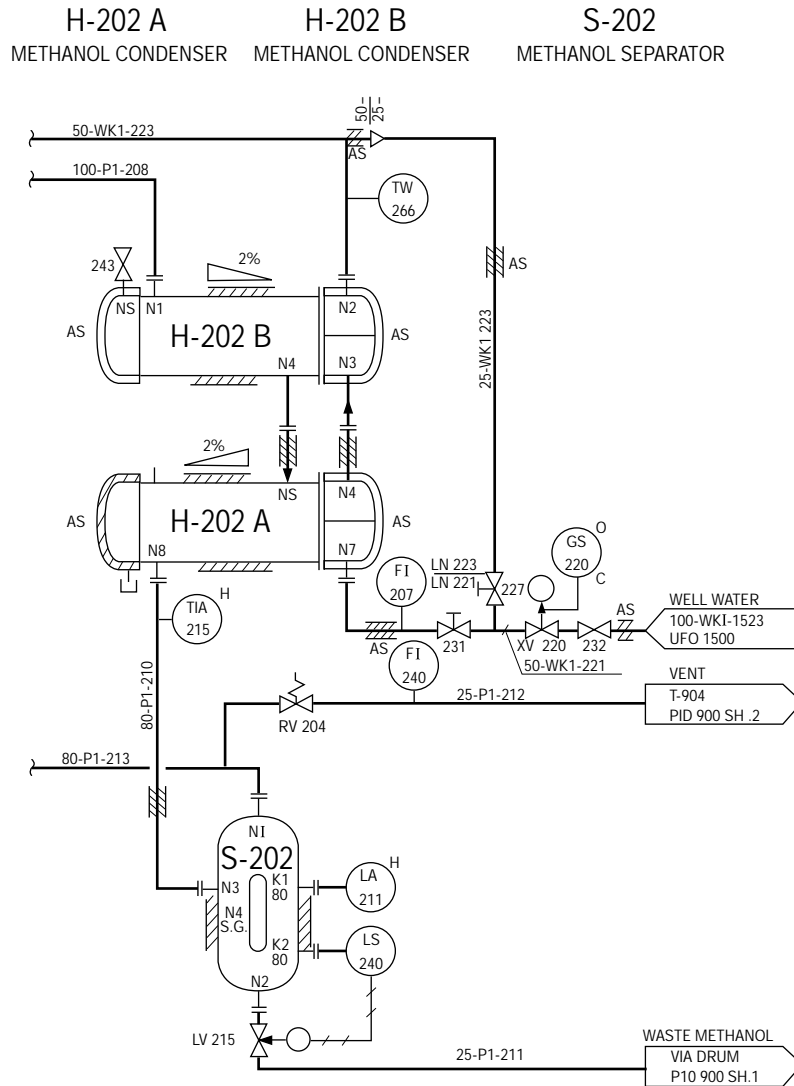 H-202 A
METHANOL CONDENSER
H-202 B
METHANOL CONDENSER
S-202
METHANOL SEPARATOR
50-WK1-223
50-
25-
AS
100-P1-208
TW
266
243
2%
AS
25-WK1 223
NS
N1
N2
AS
H-202 B
AS
N4
N3
2%
NS
N4
AS
H-202 A
AS
N8
N7
O
GS
220
C
LN 223
LN 221
227
FI
207
TIA
215
H
AS
231
XV 220
232
AS
WELL WATER
100-WKI-1523
UFO 1500
50-WK1-221
FI
240
80-P1-210
25-P1-212
VENT
T-904
PID 900 SH .2
RV 204
80-P1-213
NI
S-202
N3
K1
80
LA
211
H
N4
S.G.
K2
80
LS
240
N2
LV 215
25-P1-211
WASTE METHANOL
VIA DRUM
P10 900 SH.1